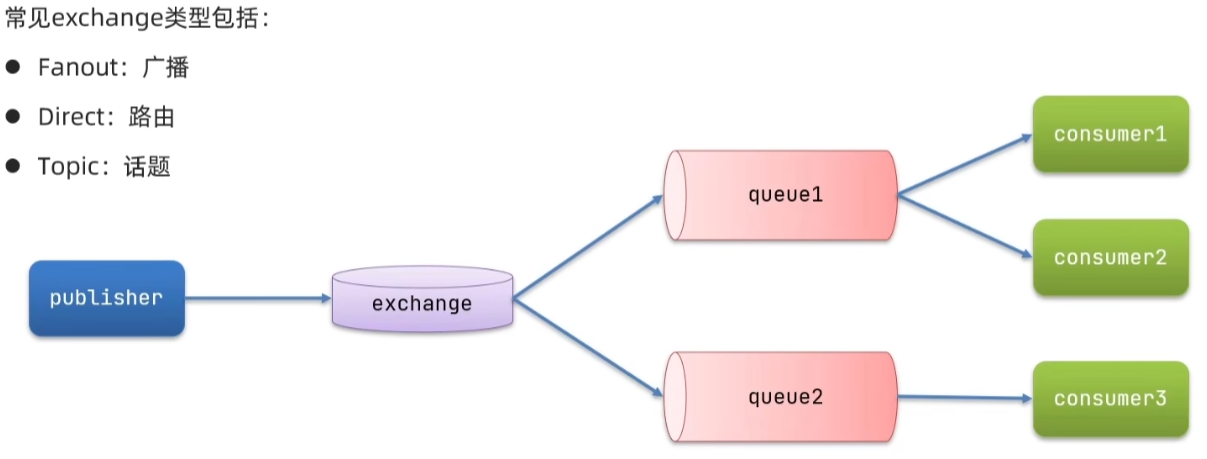 常见exchange类型包括：
● Fanout：广播
● Direct：路由
● Topic：话题
publisher
exchange
queue1
queue2
consumer1
consumer2
consumer3